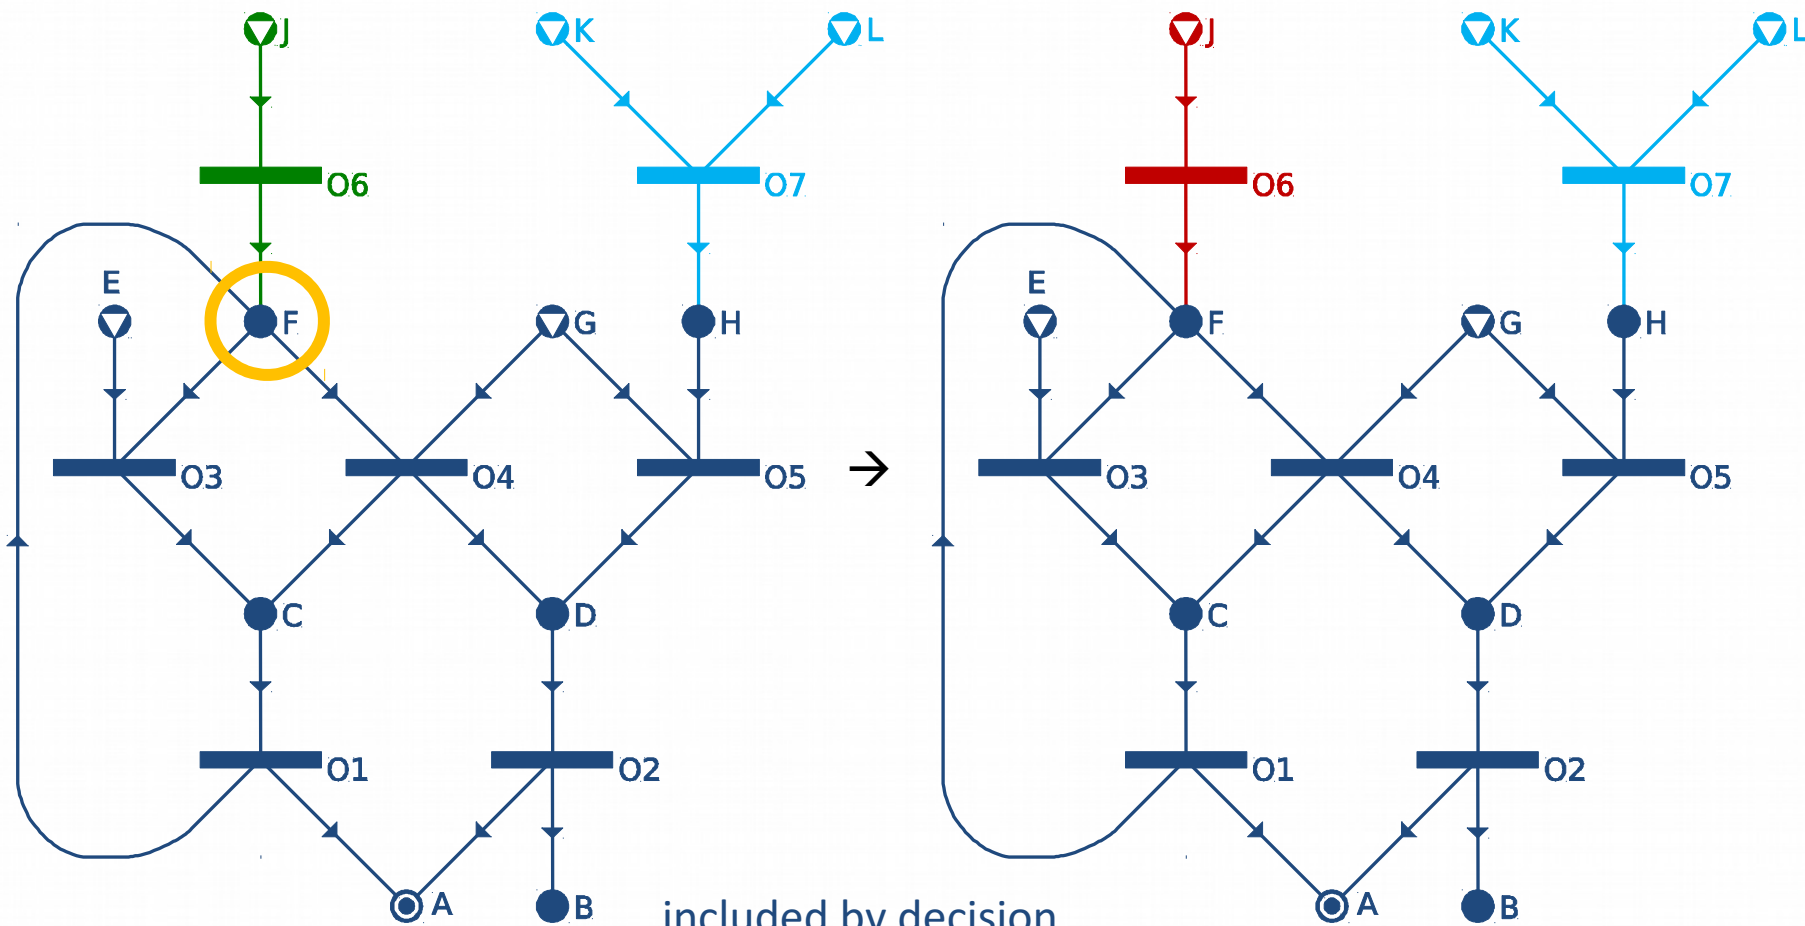 J K L J K L
O6 O7 O6 O7
E F G H E F G H
O3 O4 O5 → O3 O4 O5
C D C D
O1 O2 O1 O2
A B A B
included by decision